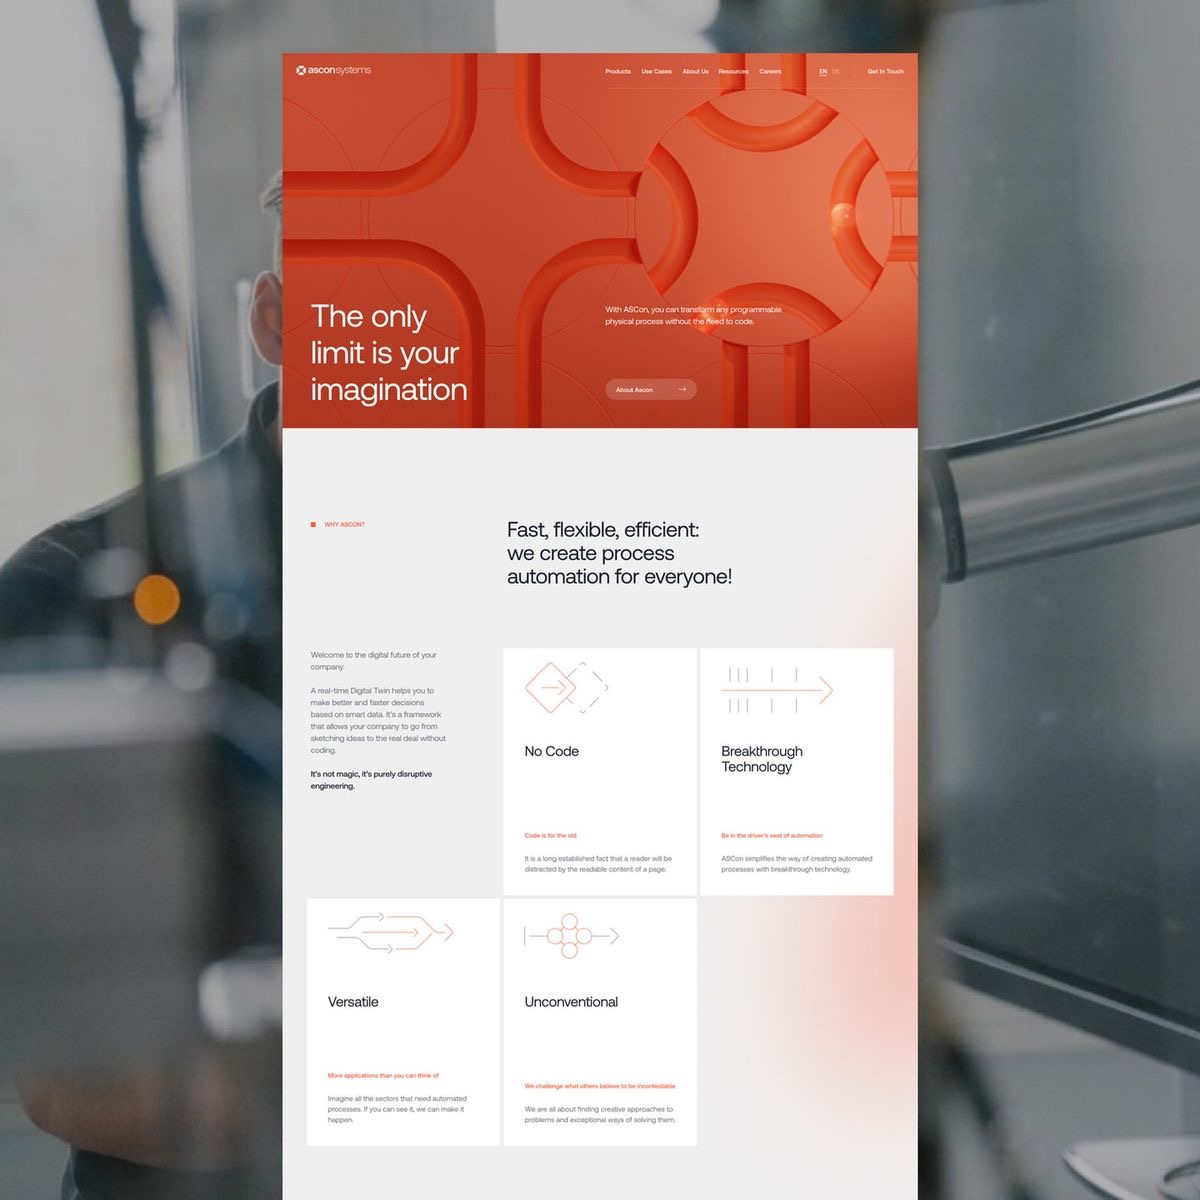 asconsystems
Products Use Cases About Us Resources Careers EN DE Get In Touch
The only
limit is your
imagination
With ASCon, you can transform any programmable
physical process without the need to code.
About Ascon
WHY ASCON?
Fast, flexible, efficient:
we create process
automation for everyone!
Welcome to the digital future of your
company.
A real-time Digital Twin helps you to
make better and faster decisions
based on smart data. It's a framework
that allows your company to go from
sketching ideas to the real deal without
coding.
It's not magic, it's purely disruptive
engineering.
No Code
Code is for the old
It is a long established fact that a reader will be
distracted by the readable content of a page.
Breakthrough
Technology
Be in the driver's seat of automation
ASCon simplifies the way of creating automated
processes with breakthrough technology.
Versatile
More applications than you can think of
Imagine all the sectors that need automated
processes. If you can see it, we can make it
happen.
Unconventional
We challenge what others believe to be incontestable
We are all about finding creative approaches to
problems and exceptional ways of solving them.